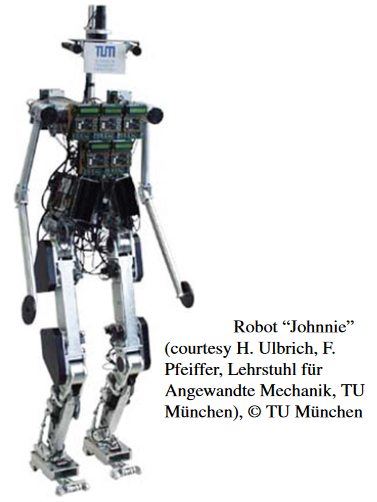 TUM
Robot “Johnnie”
(courtesy H. Ulbrich, F.
Pfeiffer, Lehrstuhl für
Angewandte Mechanik, TU
München), © TU München